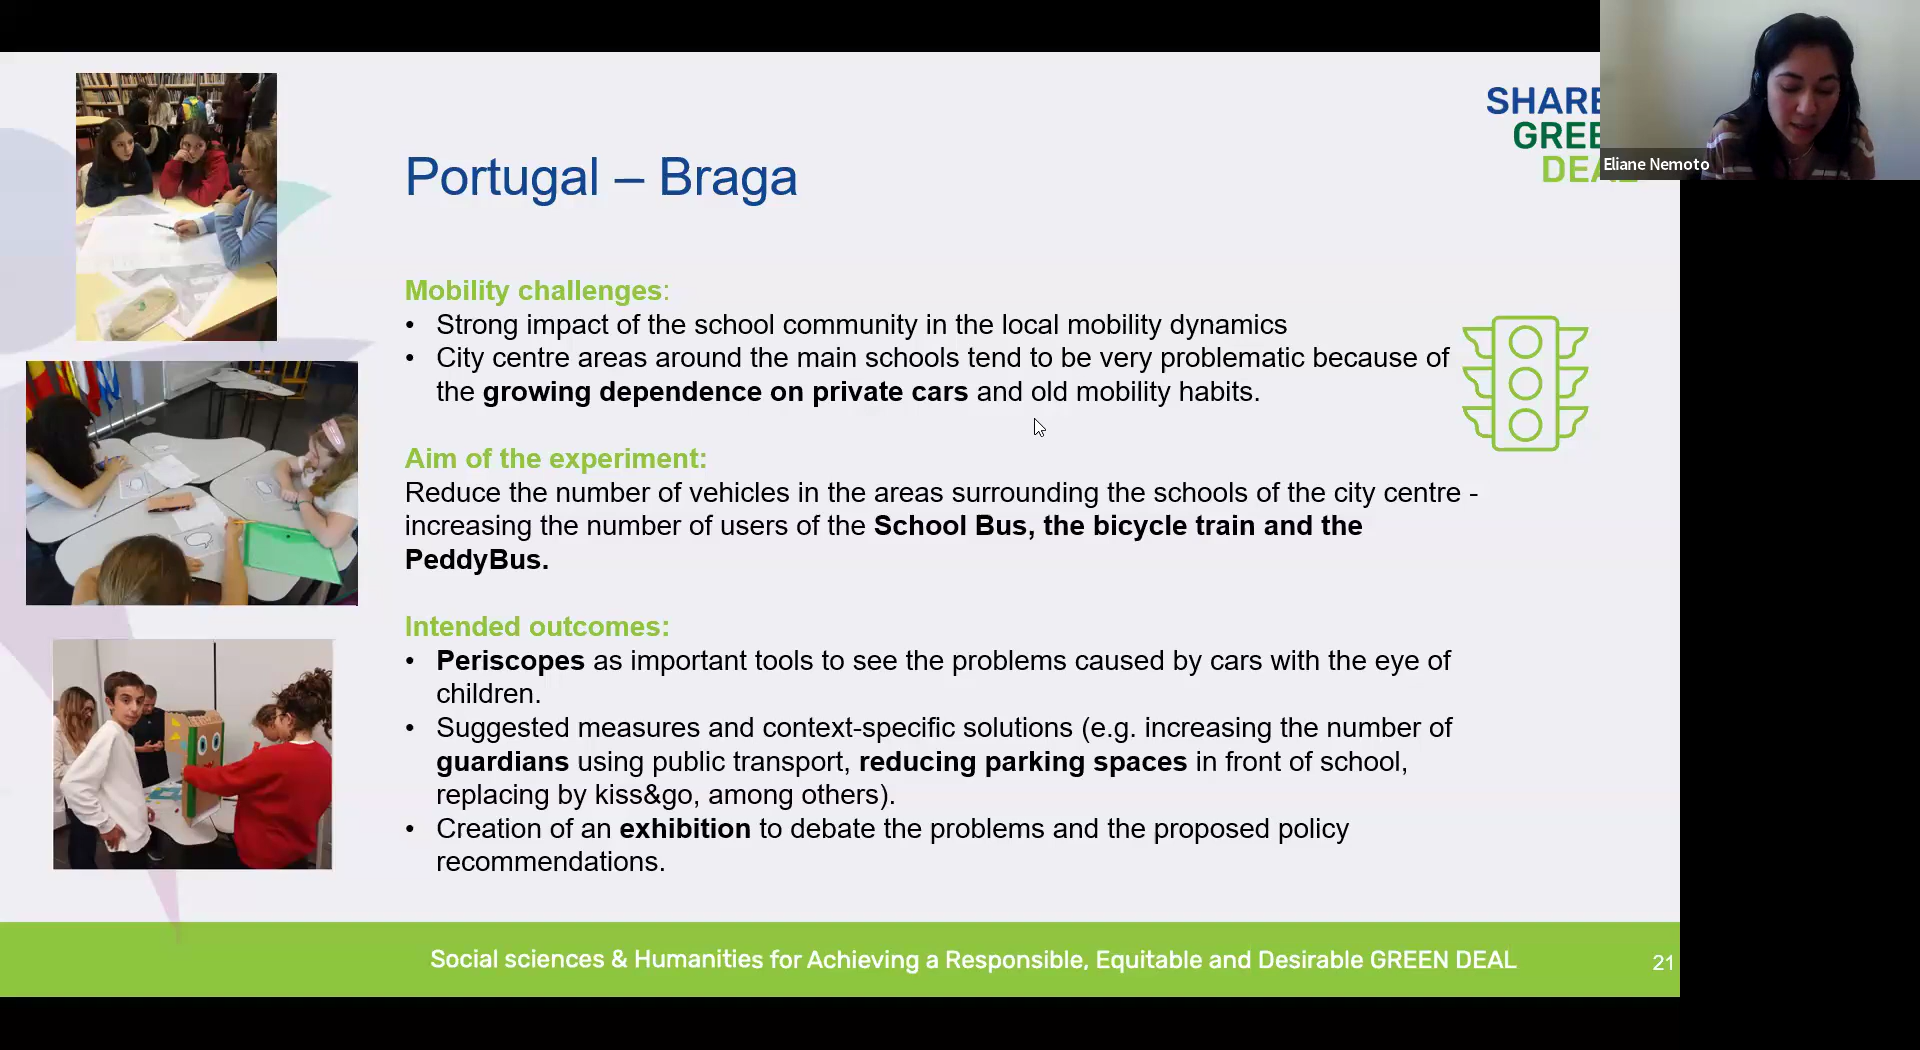 SHARE
GREE
DEAL
Eliane Nemoto
Portugal – Braga
Mobility challenges:
• Strong impact of the school community in the local mobility dynamics
• City centre areas around the main schools tend to be very problematic because of
the growing dependence on private cars and old mobility habits.
Aim of the experiment:
Reduce the number of vehicles in the areas surrounding the schools of the city centre -
increasing the number of users of the School Bus, the bicycle train and the
PeddyBus.
Intended outcomes:
• Periscopes as important tools to see the problems caused by cars with the eye of
children.
• Suggested measures and context-specific solutions (e.g. increasing the number of
guardians using public transport, reducing parking spaces in front of school,
replacing by kiss&go, among others).
• Creation of an exhibition to debate the problems and the proposed policy
recommendations.
Social sciences & Humanities for Achieving a Responsible, Equitable and Desirable GREEN DEAL
21